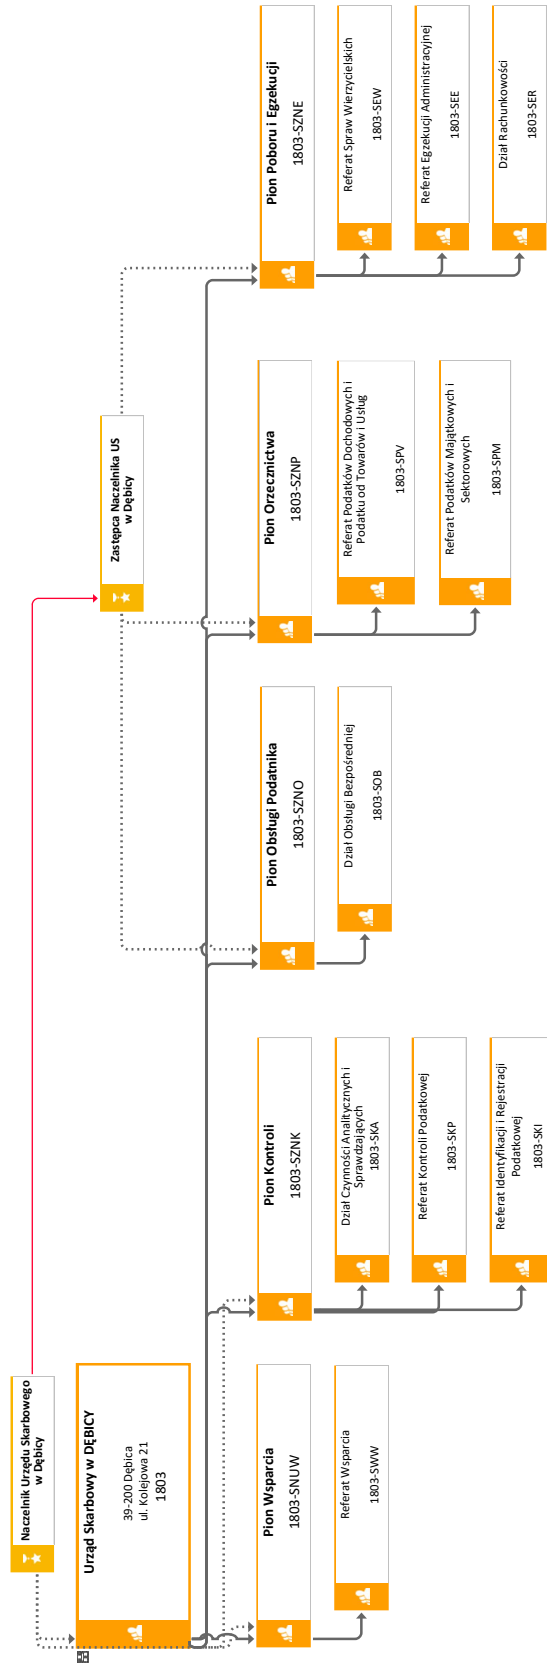 Naczelnik Urzędu Skarbowego
w Dębicy
Zastępca Naczelnika US
w Dębicy
Urząd Skarbowy w DĘBICY
39-200 Dębica
ul. Kolejowa 21
1803
Pion Wsparcia
1803-SNUW
Referat Wsparcia
1803-SWW
Pion Kontroli
1803-SZNK
Dział Czynności Analitycznych i
Sprawdzających
1803-SKA
Referat Kontroli Podatkowej
1803-SKP
Referat Identyfikacji i Rejestracji
Podatkowej
1803-SKI
Pion Obsługi Podatnika
1803-SZNO
Dział Obsługi Bezpośredniej
1803-SOB
Pion Orzecznictwa
1803-SZNP
Referat Podatków Dochodowych i
Podatku od Towarów i Usług
1803-SPV
Referat Podatków Majątkowych i
Sektorowych
1803-SPM
Pion Poboru i Egzekucji
1803-SZNE
Referat Spraw Wierzycielskich
1803-SEW
Referat Egzekucji Administracyjnej
1803-SEE
Dział Rachunkowości
1803-SER